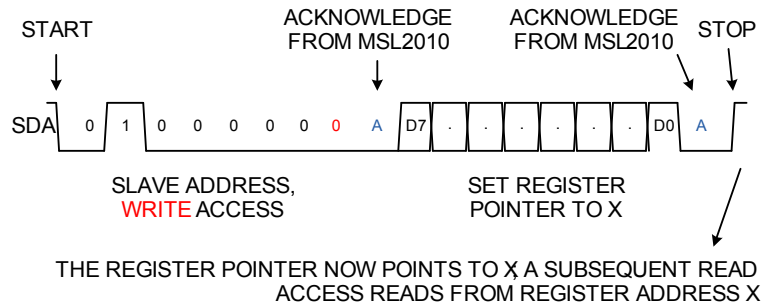 START
ACKNOWLEDGE
FROM MSL2010
ACKNOWLEDGE
FROM MSL2010
STOP
SDA 0 1 0 0 0 0 0 0 A D7 . . . . . . D0 A
SLAVE ADDRESS,
WRITE ACCESS
SET REGISTER
POINTER TO X
THE REGISTER POINTER NOW POINTS TO X; A SUBSEQUENT READ
ACCESS READS FROM REGISTER ADDRESS X